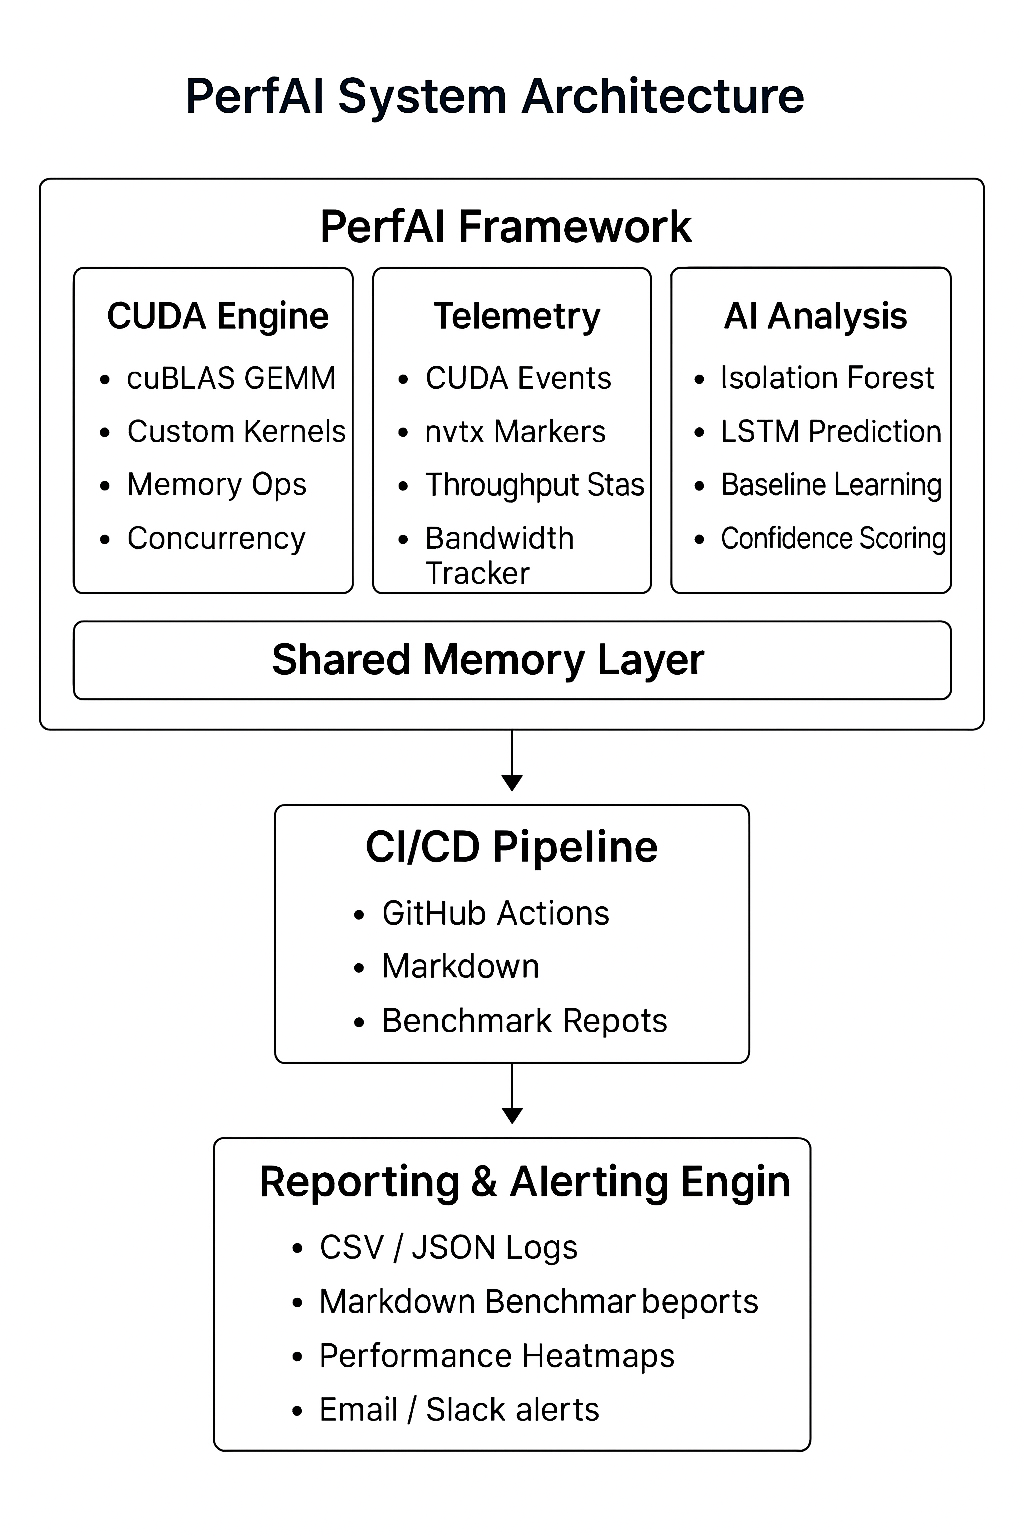 PerfAI System Architecture
PerfAI Framework
CUDA Engine
• cuBLAS GEMM
• Custom Kernels
• Memory Ops
• Concurrency
Telemetry
• CUDA Events
• nvtx Markers
• Throughput Stas
• Bandwidth
Tracker
AI Analysis
• Isolation Forest
• LSTM Prediction
• Baseline Learning
• Confidence Scoring
Shared Memory Layer
CI/CD Pipeline
• GitHub Actions
• Markdown
• Benchmark Repots
Reporting & Alerting Engin
• CSV / JSON Logs
• Markdown Benchmar beports
• Performance Heatmaps
• Email / Slack alerts